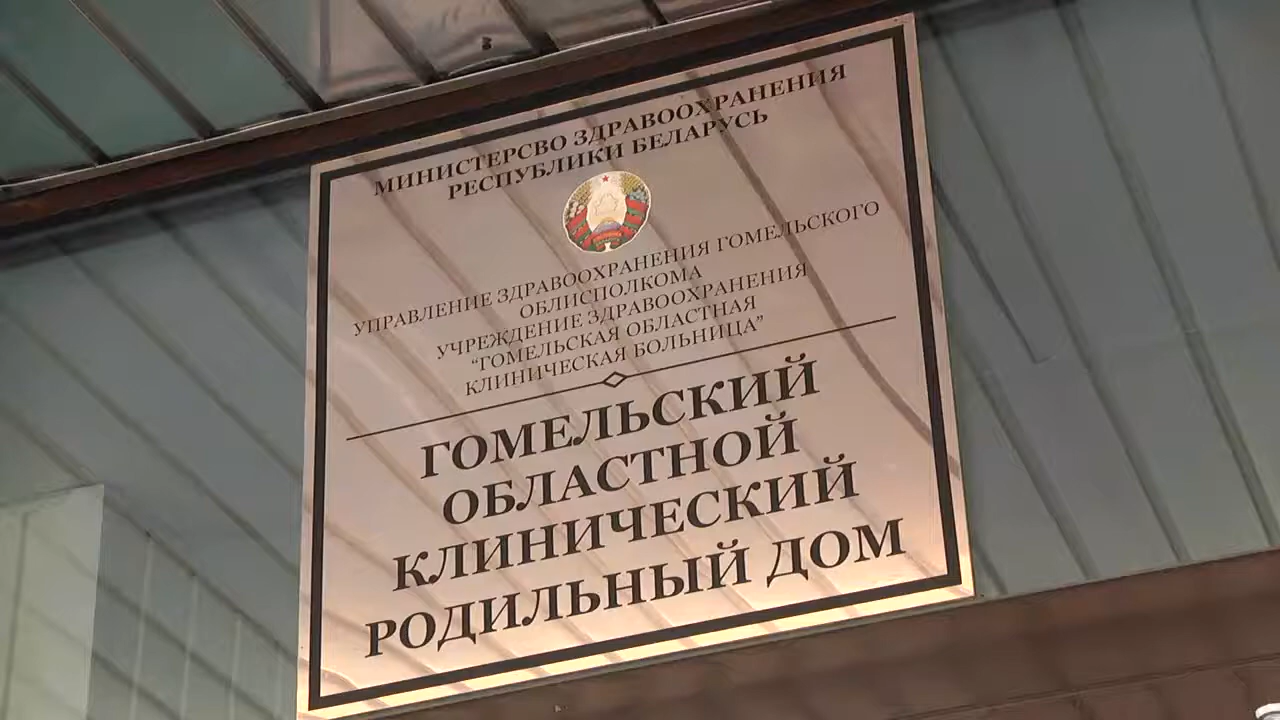 МИНИСТЕРСВО ЗДРАВООХРАНЕНИЯ
РЕСПУБЛИКИ БЕЛАРУСЬ
УПРАВЛЕНИЕ ЗДРАВООХРАНЕНИЯ ГОМЕЛЬСКОГО
ОБЛИСПОЛКОМА
УЧРЕЖДЕНИЕ ЗДРАВООХРАНЕНИЯ
“ГОМЕЛЬСКАЯ ОБЛАСТНАЯ
КЛИНИЧЕСКАЯ БОЛЬНИЦА”
ГОМЕЛЬСКИЙ
ОБЛАСТНОЙ
КЛИНИЧЕСКИЙ
РОДИЛЬНЫЙ ДОМ